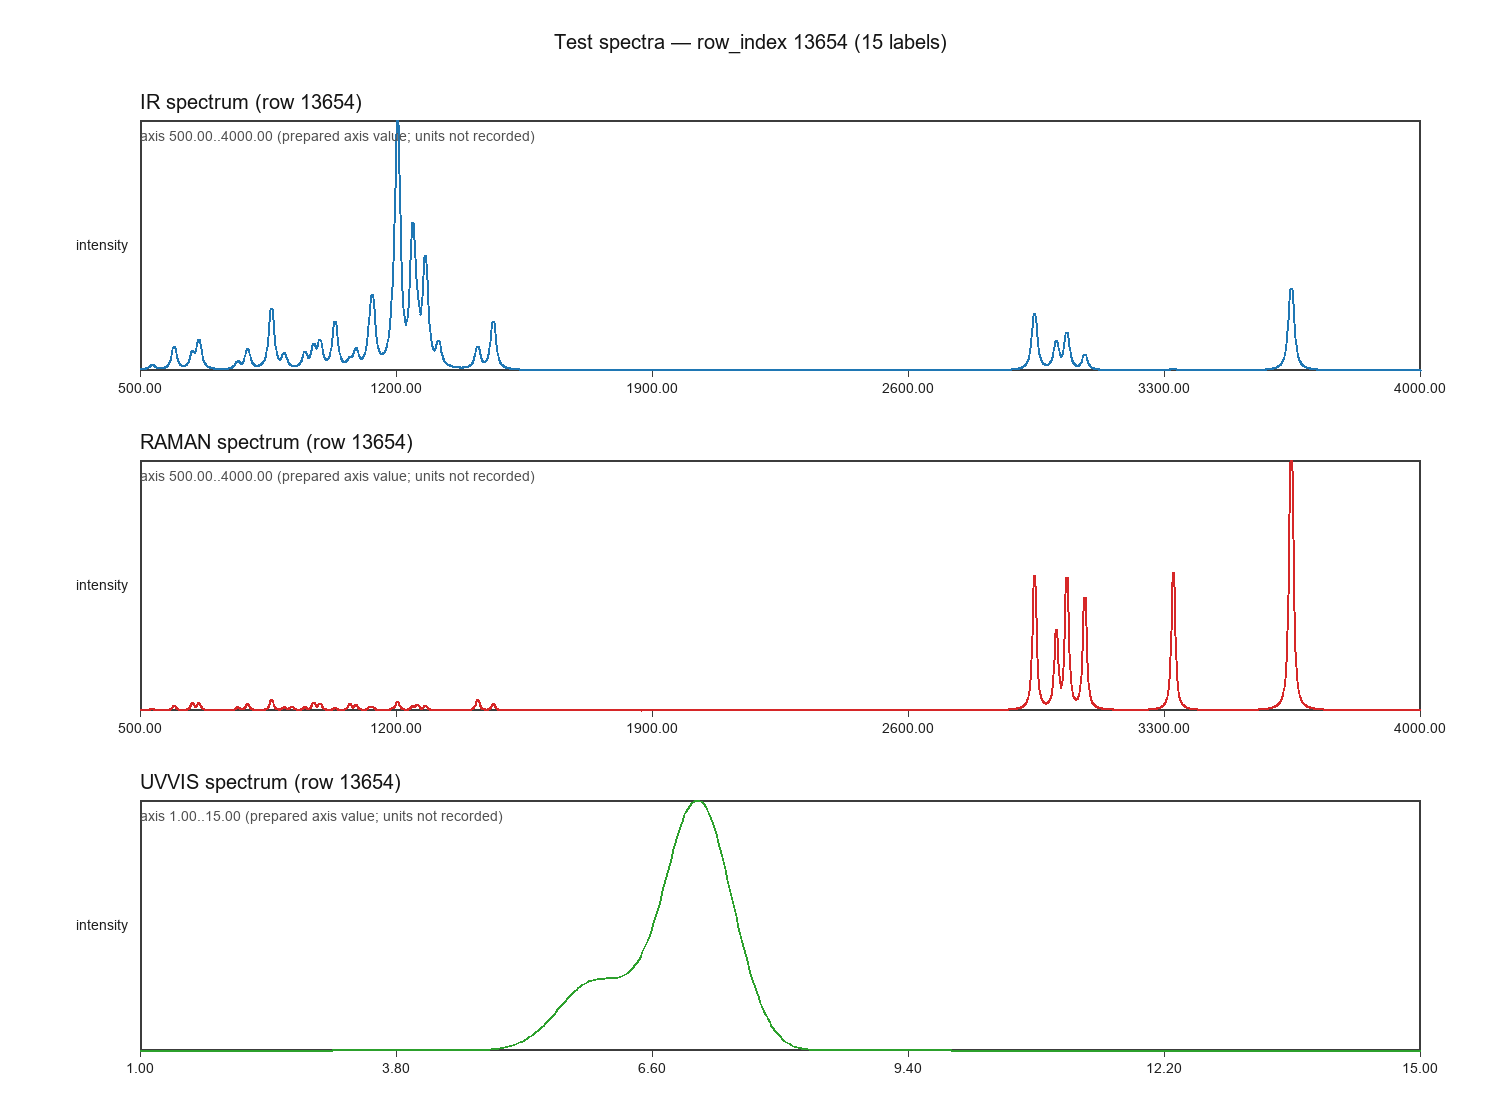 Test spectra — row_index 13654 (15 labels)
IR spectrum (row 13654)
axis 500.00..4000.00 (prepared axis value; units not recorded)
intensity
500.00 1200.00 1900.00 2600.00 3300.00 4000.00
RAMAN spectrum (row 13654)
axis 500.00..4000.00 (prepared axis value; units not recorded)
intensity
500.00 1200.00 1900.00 2600.00 3300.00 4000.00
UVVIS spectrum (row 13654)
axis 1.00..15.00 (prepared axis value; units not recorded)
intensity
1.00 3.80 6.60 9.40 12.20 15.00